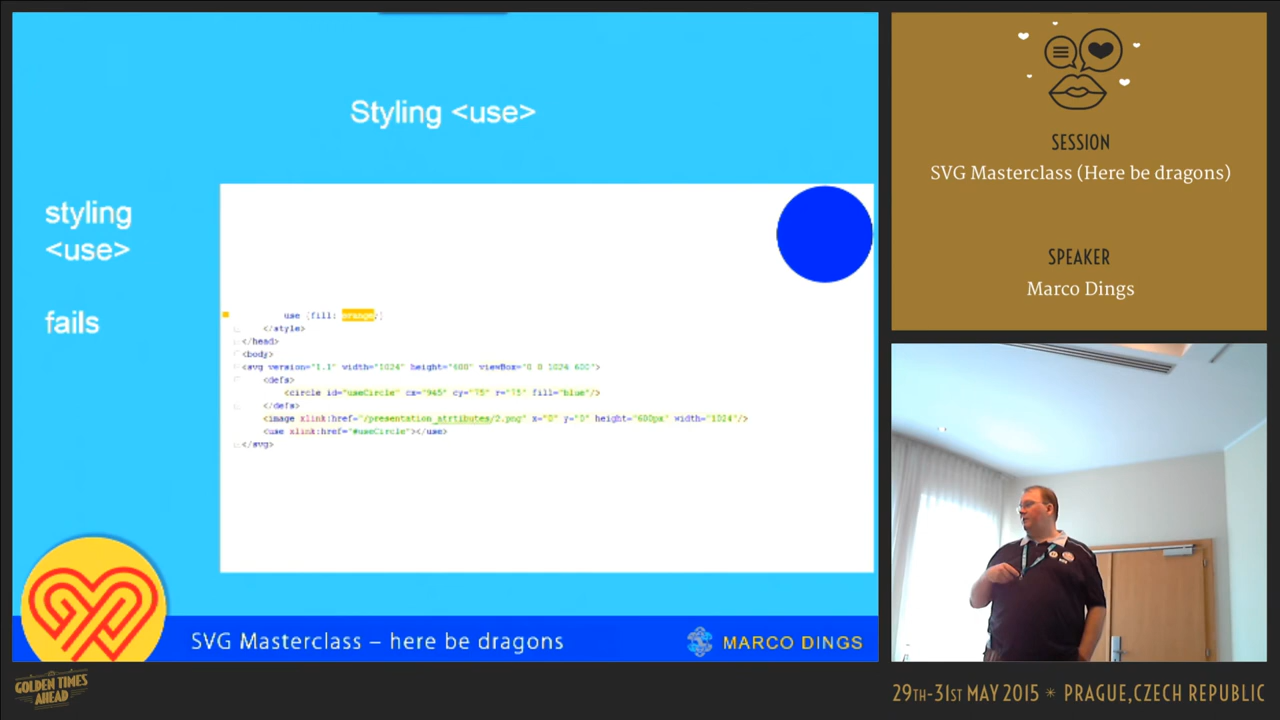 Styling <use>
styling
<use>
fails
use {fill: orange;}
</style>
</head>
<body>
<svg version="1.1" width="1024" height="600" viewBox="0 0 1024 600">
<defs>
<circle id="useCircle" cx="945" cy="75" r="75" fill="blue"/>
</defs>
<image xlink:href="/presentation_atrtibutes/2.png" x="0" y="0" height="600px" width="1024"/>
<use xlink:href="#useCircle"></use>
</svg>
SVG Masterclass – here be dragons
MARCO DINGS
SESSION
SVG Masterclass (Here be dragons)
SPEAKER
Marco Dings
GOLDEN TIMES
AHEAD
29TH-31ST MAY 2015 * PRAGUE, CZECH REPUBLIC